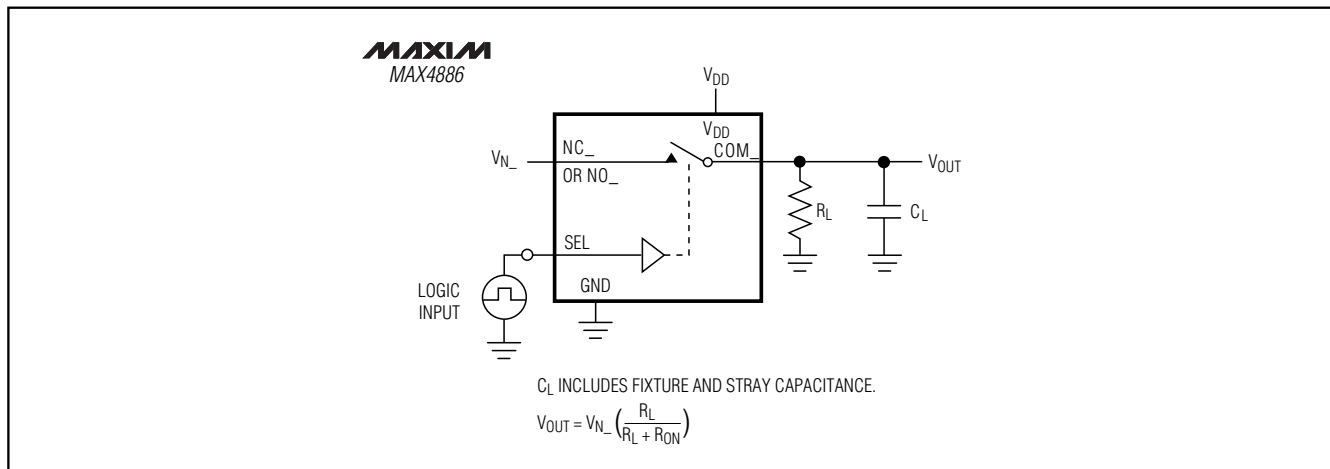 MAXIM
MAX4886
VDD
VDD
VN_
NC_
COM_
VOUT
OR NO_
RL
CL
SEL
GND
LOGIC
INPUT
CL INCLUDES FIXTURE AND STRAY CAPACITANCE.
VOUT = VN_ (RL / RL + RON)